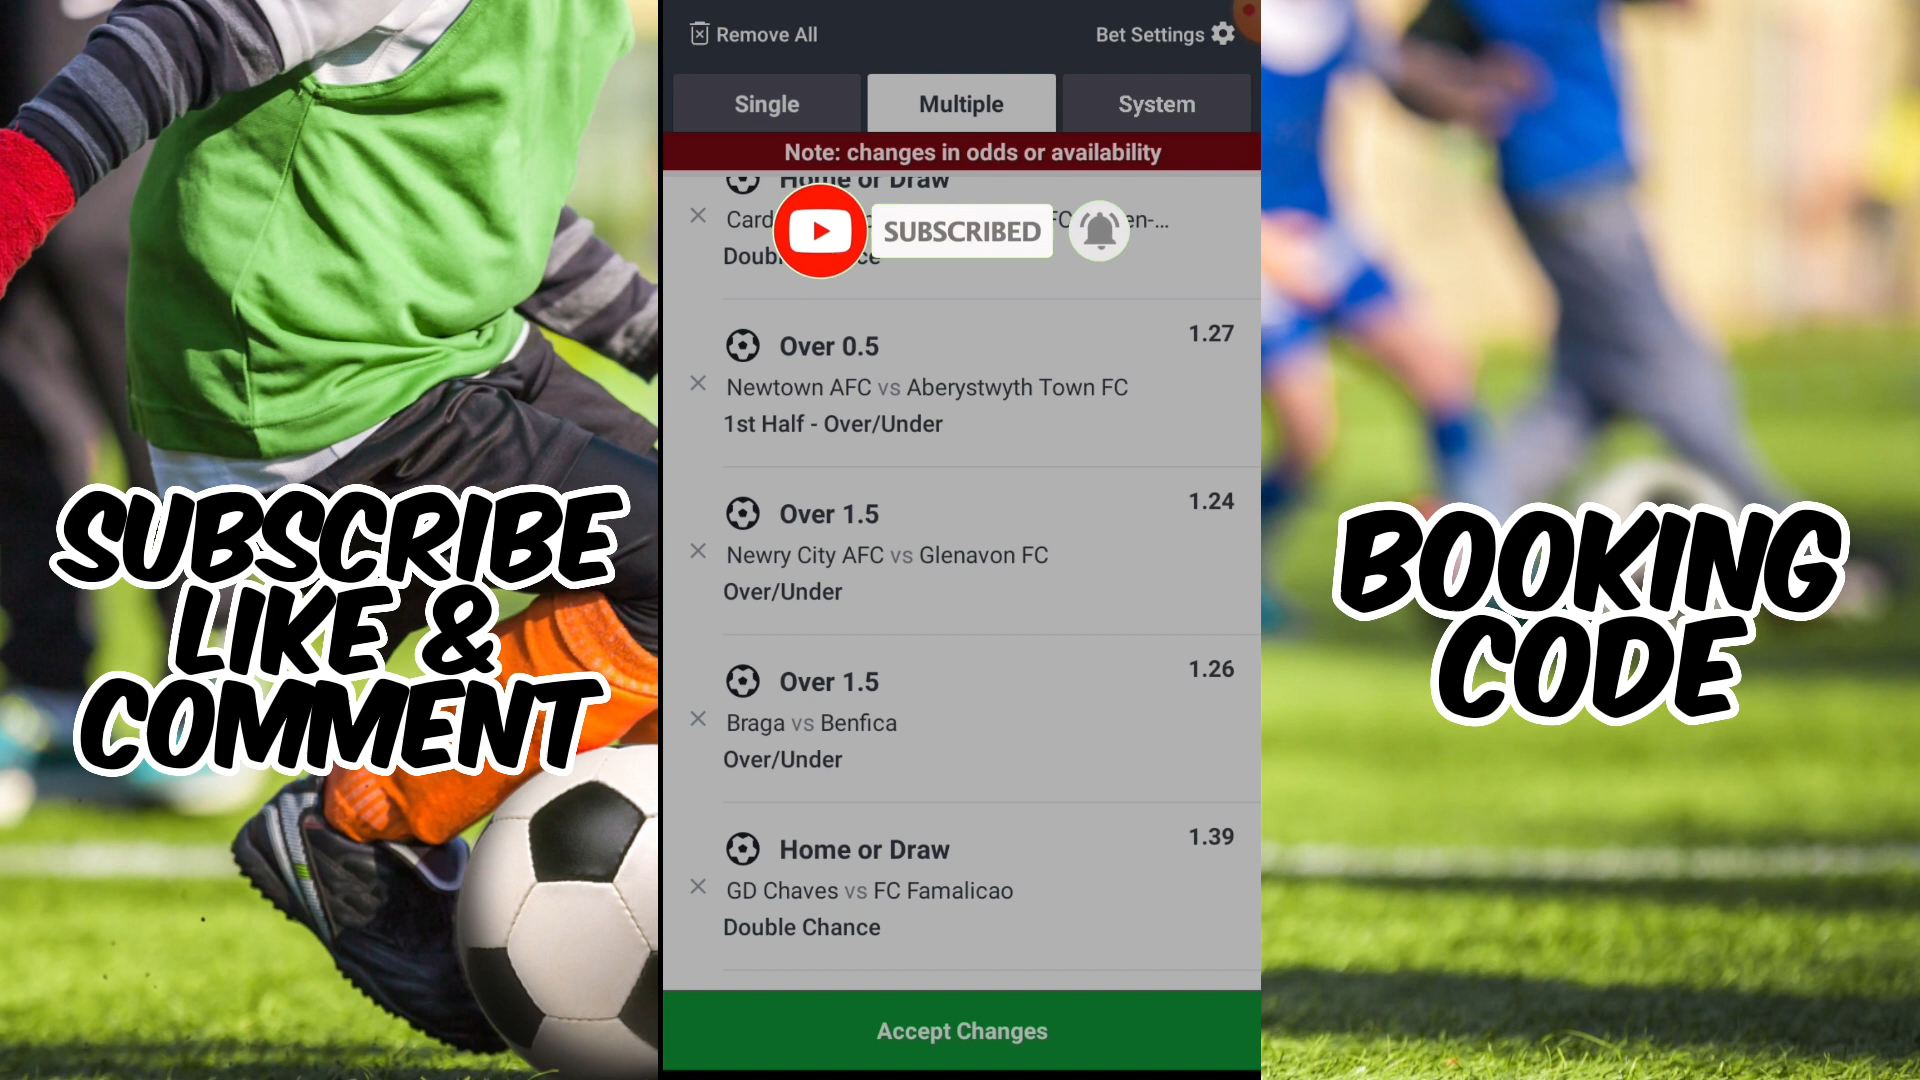 Remove All
Bet Settings
Single
Multiple
System
Note: changes in odds or availability
Home or Draw
SUBSCRIBED
Over 0.5
1.27
Newtown AFC vs Aberystwyth Town FC
1st Half - Over/Under
Over 1.5
1.24
Newry City AFC vs Glenavon FC
Over/Under
Over 1.5
1.26
Braga vs Benfica
Over/Under
Home or Draw
1.39
GD Chaves vs FC Famalicao
Double Chance
Accept Changes
SUBSCRIBE
LIKE &
COMMENT
BOOKING
CODE